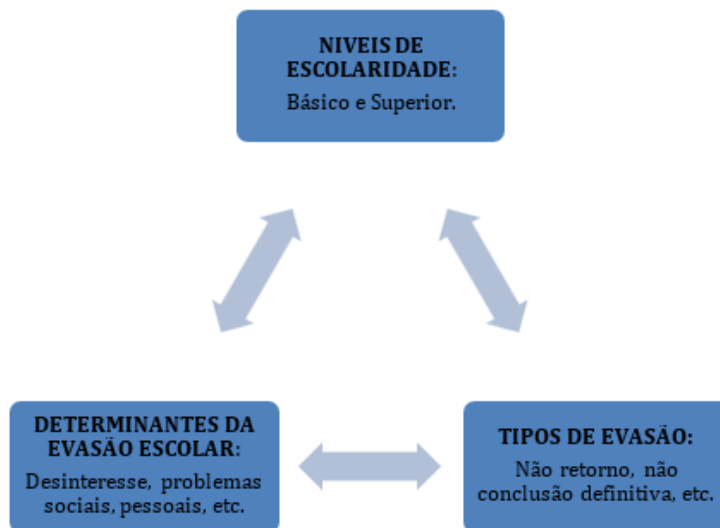 NIVEIS DE
ESCOLARIDADE:
Básico e Superior.
DETERMINANTES DA
EVASÃO ESCOLAR:
Desinteresse, problemas
sociais, pessoais, etc.
TIPOS DE EVASÃO:
Não retorno, não
conclusão definitiva, etc.